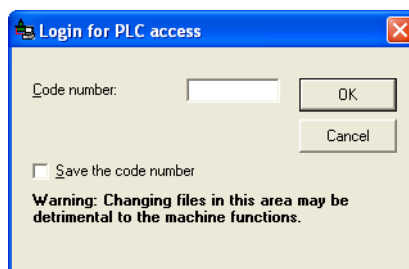 Login for PLC access
Code number:
OK
Cancel
Save the code number
Warning: Changing files in this area may be
detrimental to the machine functions.